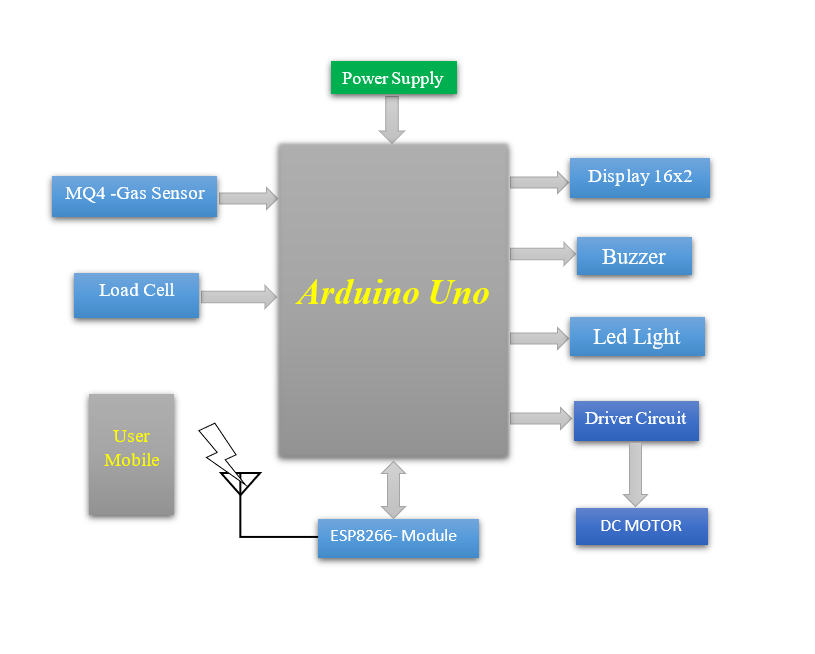 Power Supply
MQ4 -Gas Sensor
Display 16x2
Buzzer
Load Cell
Arduino Uno
Led Light
User
Mobile
Driver Circuit
ESP8266- Module
DC MOTOR